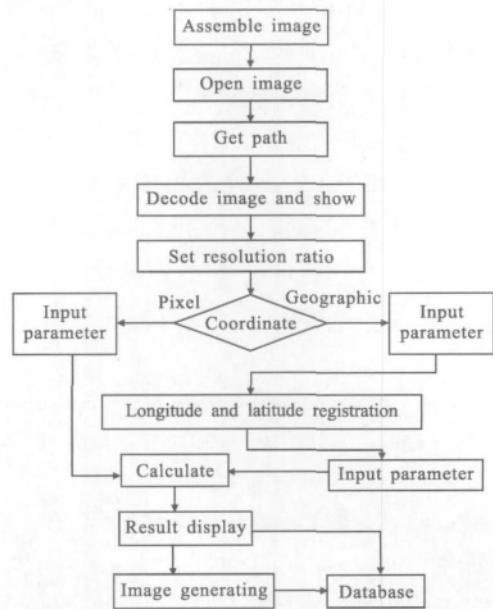 Assemble image
Open image
Get path
Decode image and show
Set resolution ratio
Pixel
Geographic
Input
parameter
Coordinate
Input
parameter
Longitude and latitude registration
Calculate
Input parameter
Result display
Image generating
Database